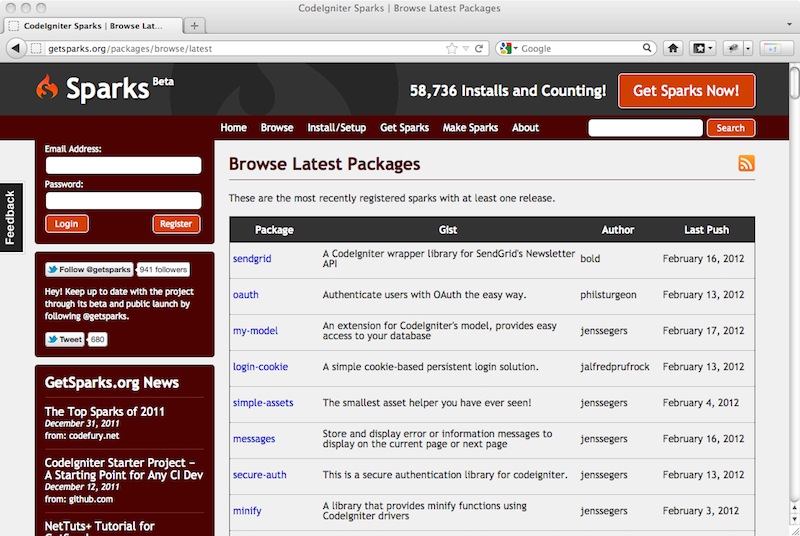 CodeIgniter Sparks | Browse Latest Packages
CodeIgniter Sparks | Browse Lat...
getsparks.org/packages/browse/latest
Google
Sparks Beta
58,736 Installs and Counting!
Get Sparks Now!
Home Browse Install/Setup Get Sparks Make Sparks About
Search
Feedback
Email Address:
Password:
Login Register
Follow @getsparks 941 followers
Hey! Keep up to date with the project
through its beta and public launch by
following @getsparks.
Tweet 680
GetSparks.org News
The Top Sparks of 2011
December 31, 2011
from: codefury.net
CodeIgniter Starter Project –
A Starting Point for Any CI Dev
December 12, 2011
from: github.com
NetTuts+ Tutorial for
Browse Latest Packages
These are the most recently registered sparks with at least one release.
Package Gist Author Last Push
sendgrid A CodeIgniter wrapper library for SendGrid's Newsletter
API bold February 16, 2012
oauth Authenticate users with OAuth the easy way. philsturgeon February 13, 2012
my-model An extension for CodeIgniter's model, provides easy
access to your database jenssegers February 17, 2012
login-cookie A simple cookie-based persistent login solution. jalfredprufrock February 13, 2012
simple-assets The smallest asset helper you have ever seen! jenssegers February 4, 2012
messages Store and display error or information messages to
display on the current page or next page jenssegers February 16, 2012
secure-auth This is a secure authentication library for codeigniter. jenssegers February 13, 2012
minify A library that provides minify functions using
CodeIgniter drivers jenssegers February 3, 2012